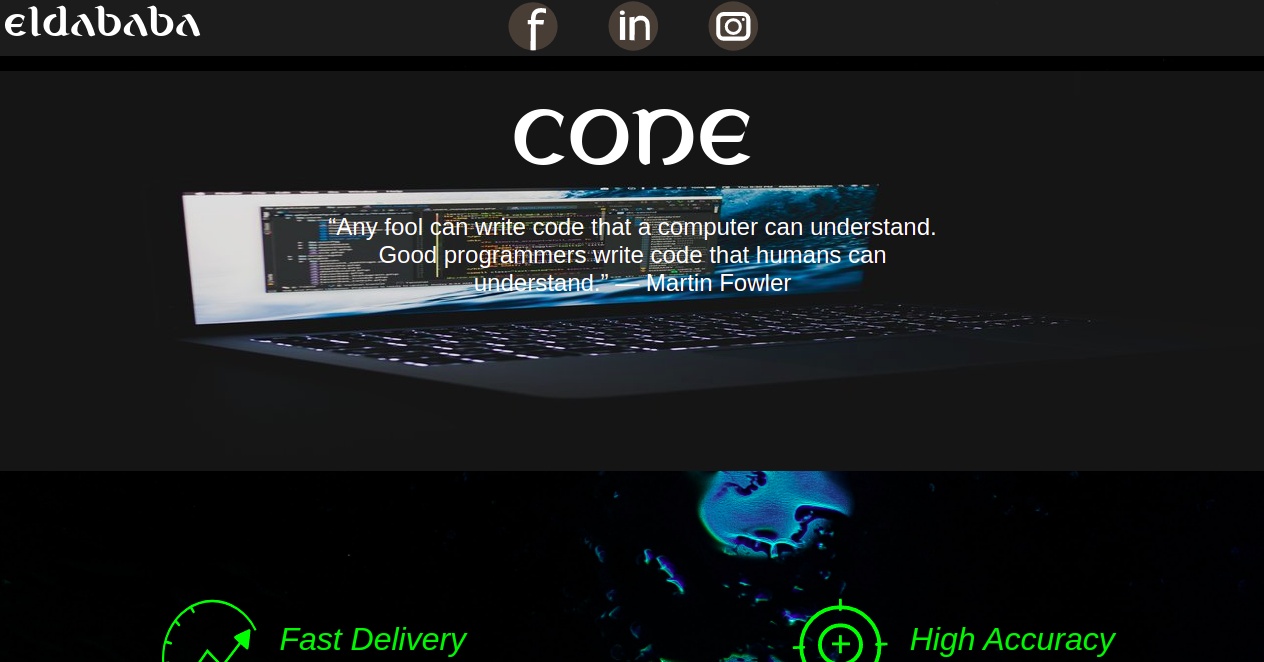 eldababa
f in
CODE
“Any fool can write code that a computer can understand.
Good programmers write code that humans can
understand.” — Martin Fowler
Fast Delivery
High Accuracy